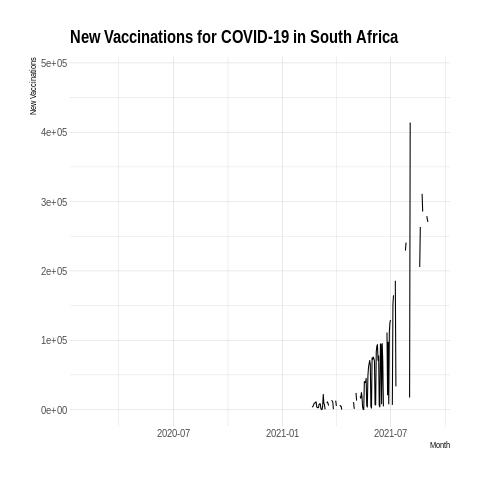 New Vaccinations for COVID-19 in South Africa
New Vaccinations
5e+05
4e+05
3e+05
2e+05
1e+05
0e+00
2020-07 2021-01 2021-07
Month